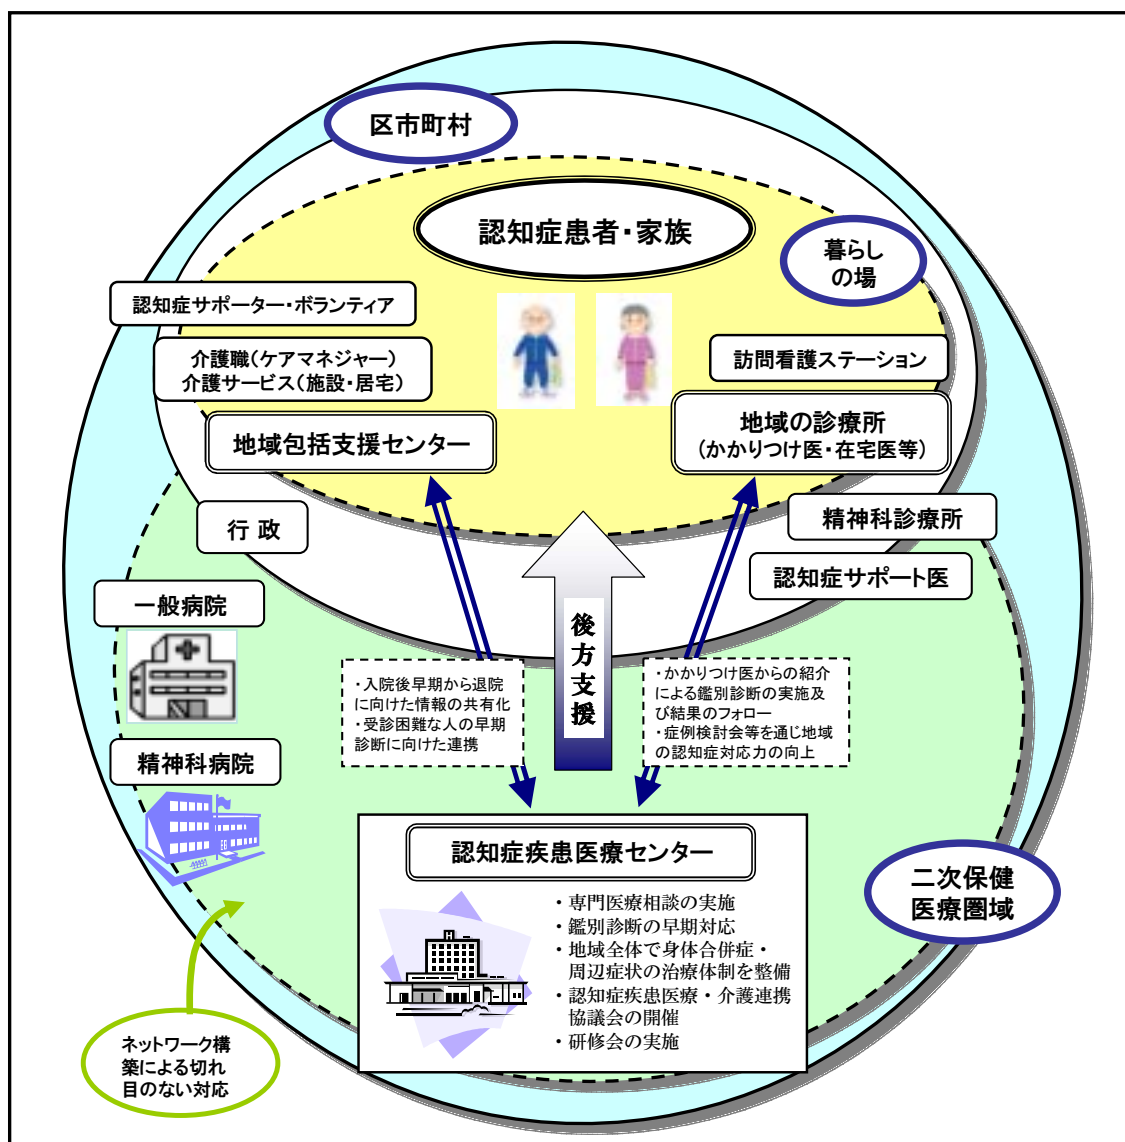 区市町村
認知症患者・家族
暮らし
の場
認知症サポーター・ボランティア
介護職（ケアマネジャー）
介護サービス（施設・居宅）
訪問看護ステーション
地域包括支援センター
地域の診療所
（かかりつけ医・在宅医等）
行 政
精神科診療所
認知症サポート医
一般病院
精神科病院
後方支援
・入院後早期から退院
に向けた情報の共有化
・受診困難な人の早期
診断に向けた連携
・かかりつけ医からの紹介
による鑑別診断の実施及
び結果のフォロー
・症例検討会等を通じ地域
の認知症対応力の向上
認知症疾患医療センター
・専門医療相談の実施
・鑑別診断の早期対応
・地域全体で身体合併症・
周辺症状の治療体制を整備
・認知症疾患医療・介護連携
協議会の開催
・研修会の実施
二次保健
医療圏域
ネットワーク構
築による切れ
目のない対応